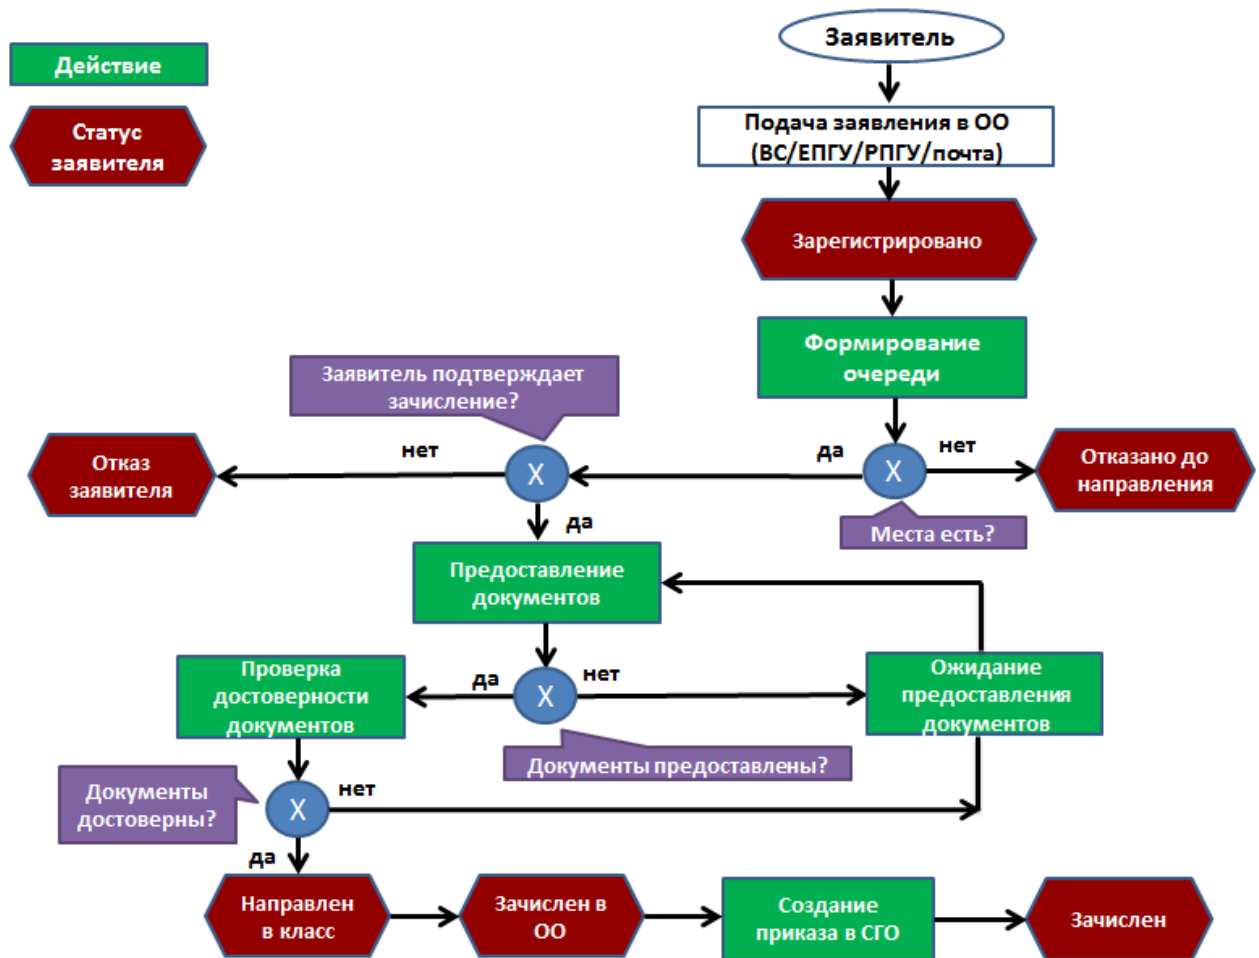 Заявитель
Действие
Статус
заявителя
Подача заявления в ОО
(ВС/ЕПГУ/РПГУ/почта)
Зарегистрировано
Формирование
очереди
Заявитель подтверждает
зачисление?
нет
да
нет
Отказ
заявителя
X
X
Отказано до
направления
да
Места есть?
Предоставление
документов
Проверка
достоверности
документов
да
X
нет
Ожидание
предоставления
документов
Документы предоставлены?
Документы
достоверны?
X
нет
да
Направлен
в класс
Зачислен в
ОО
Создание
приказа в СГО
Зачислен